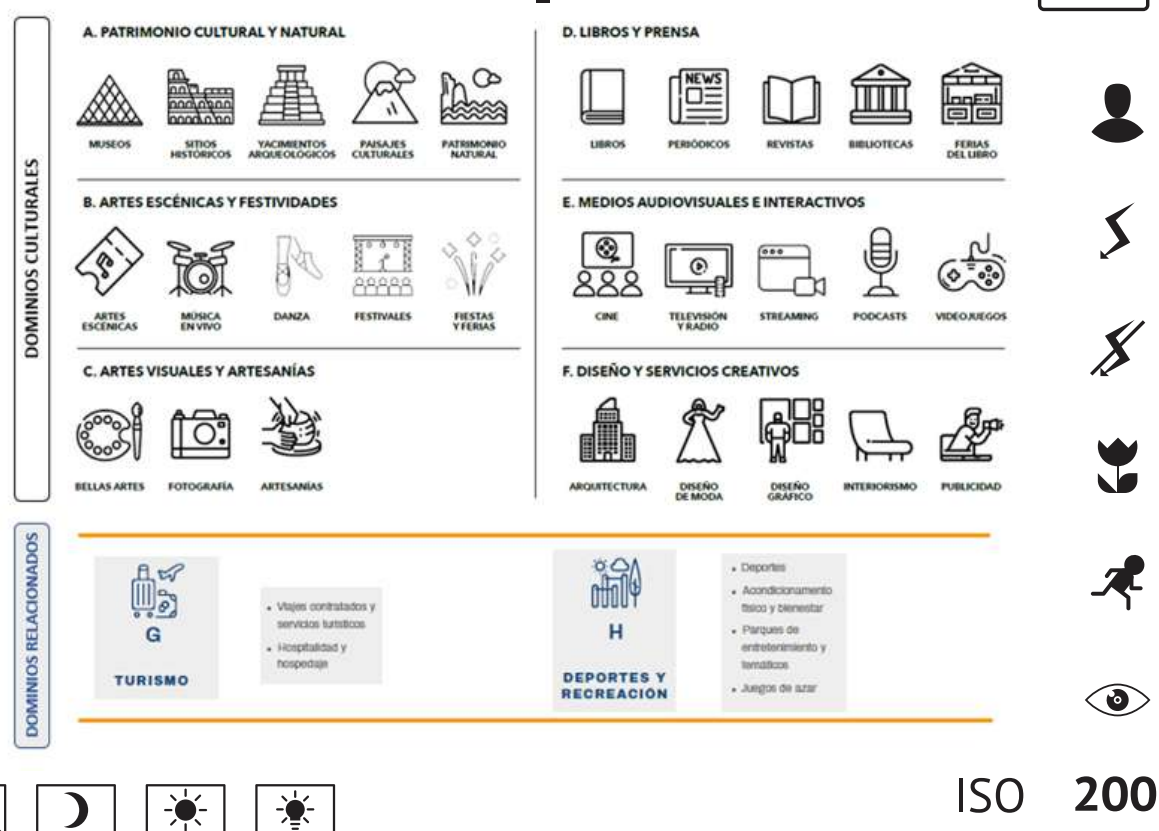 DOMINIOS CULTURALES
A. PATRIMONIO CULTURAL Y NATURAL
MUSEOS
SITIOS
HISTÓRICOS
YACIMIENTOS
ARQUEOLÓGICOS
PAISAJES
CULTURALES
PATRIMONIO
NATURAL
B. ARTES ESCÉNICAS Y FESTIVIDADES
ARTES
ESCÉNICAS
MÚSICA
EN VIVO
DANZA
FESTIVALES
FIESTAS
Y FERIAS
C. ARTES VISUALES Y ARTESANÍAS
BELLAS ARTES
FOTOGRAFÍA
ARTESANÍAS
D. LIBROS Y PRENSA
NEWS
LIBROS
PERIÓDICOS
REVISTAS
BIBLIOTECAS
FERIAS
DEL LIBRO
E. MEDIOS AUDIOVISUALES E INTERACTIVOS
CINE
TELEVISIÓN
Y RADIO
STREAMING
PODCASTS
VIDEOJUEGOS
F. DISEÑO Y SERVICIOS CREATIVOS
ARQUITECTURA
DISEÑO
DE MODA
DISEÑO
GRÁFICO
INTERIORISMO
PUBLICIDAD
DOMINIOS RELACIONADOS
G
TURISMO
• Viajes contratados y
servicios turísticos
• Hospitalidad y
hospedaje
H
DEPORTES Y
RECREACIÓN
• Deportes
• Acondicionamento
físico y bienestar
• Parques de
entretenimiento y
temáticos
• Juegos de azar
ISO 200